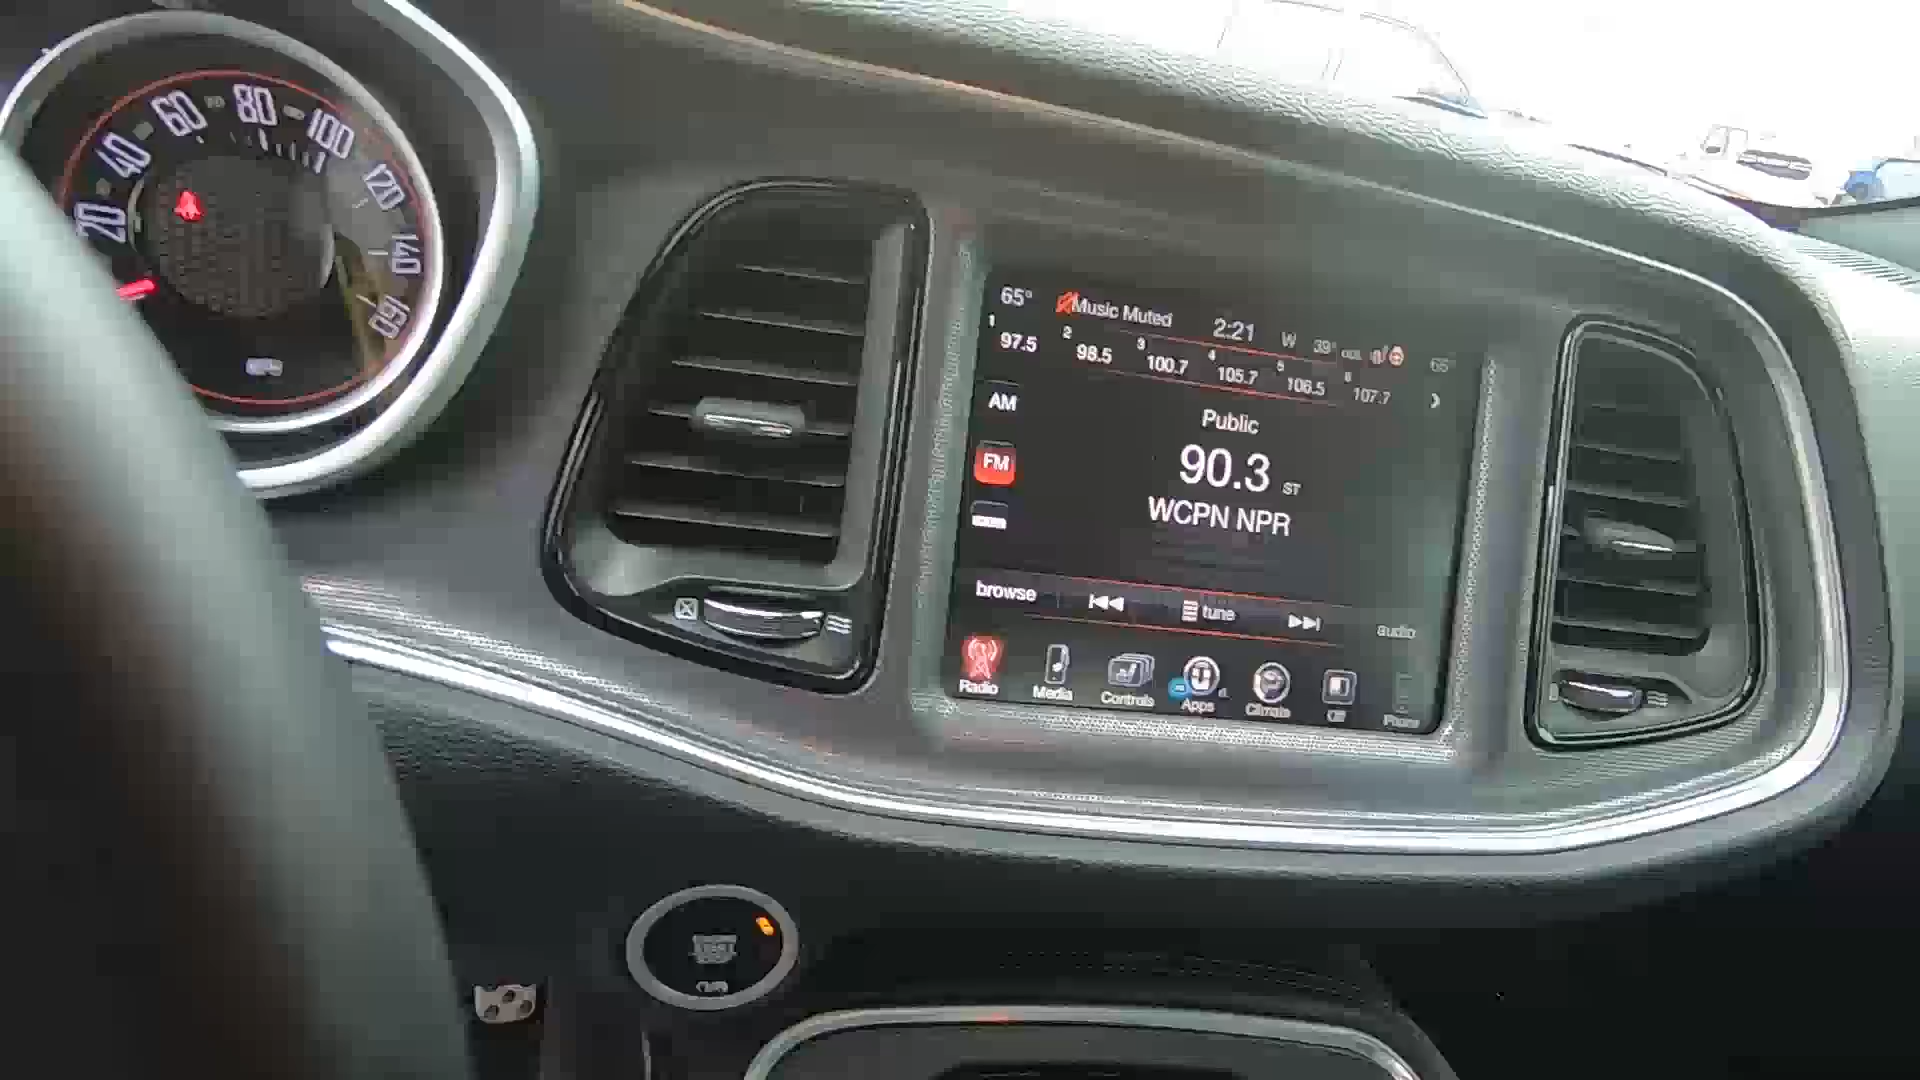 20 40 60 80 100 120 140 160
65° Music Muted 2:21 W 39° 65
1 97.5 2 98.5 3 100.7 4 105.7 5 106.5 6 107.7
AM
Public
FM
90.3 ST
WCPN NPR
browse tune audio
Radio Media Controls Apps Climate Phone